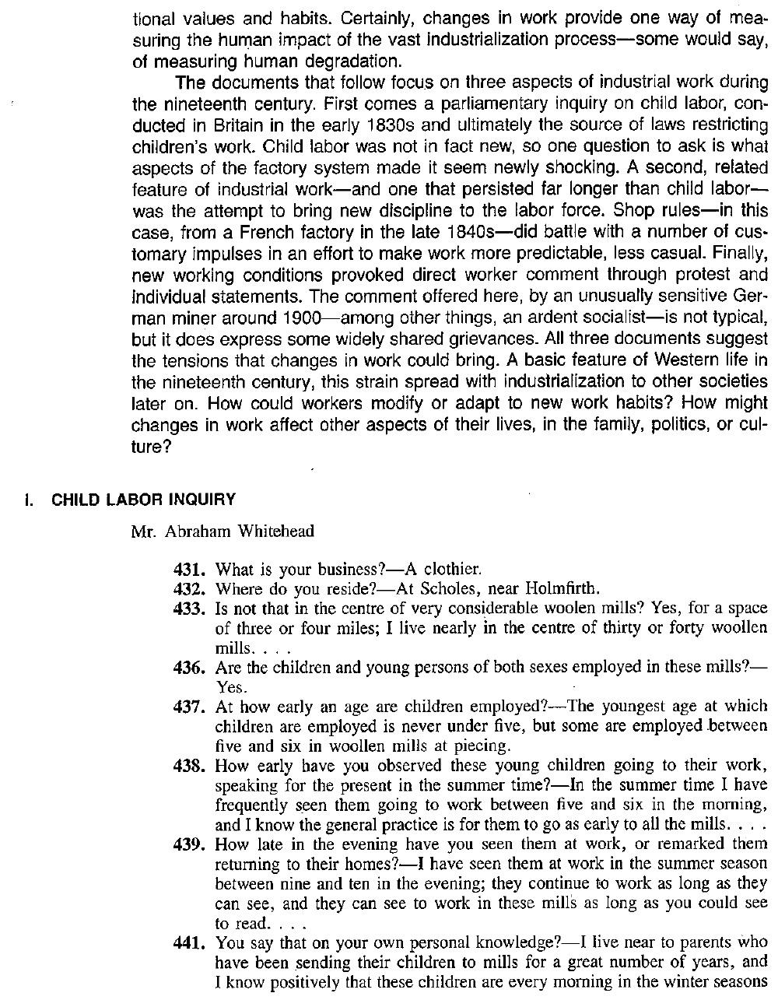 tional values and habits. Certainly, changes in work provide one way of mea-
suring the human impact of the vast industrialization process—some would say,
of measuring human degradation.
The documents that follow focus on three aspects of industrial work during
the nineteenth century. First comes a parliamentary inquiry on child labor, con-
ducted in Britain in the early 1830s and ultimately the source of laws restricting
children's work. Child labor was not in fact new, so one question to ask is what
aspects of the factory system made it seem newly shocking. A second, related
feature of industrial work—and one that persisted far longer than child labor—
was the attempt to bring new discipline to the labor force. Shop rules—in this
case, from a French factory in the late 1840s—did battle with a number of cus-
tomary impulses in an effort to make work more predictable, less casual. Finally,
new working conditions provoked direct worker comment through protest and
individual statements. The comment offered here, by an unusually sensitive Ger-
man miner around 1900—among other things, an ardent socialist—is not typical,
but it does express some widely shared grievances. All three documents suggest
the tensions that changes in work could bring. A basic feature of Western life in
the nineteenth century, this strain spread with industrialization to other societies
later on. How could workers modify or adapt to new work habits? How might
changes in work affect other aspects of their lives, in the family, politics, or cul-
ture?
I. CHILD LABOR INQUIRY
Mr. Abraham Whitehead
431. What is your business?—A clothier.
432. Where do you reside?—At Scholes, near Holmfirth.
433. Is not that in the centre of very considerable woolen mills? Yes, for a space
of three or four miles; I live nearly in the centre of thirty or forty woollen
mills. . . .
436. Are the children and young persons of both sexes employed in these mills?—
Yes.
437. At how early an age are children employed?—The youngest age at which
children are employed is never under five, but some are employed between
five and six in woollen mills at piecing.
438. How early have you observed these young children going to their work,
speaking for the present in the summer time?—In the summer time I have
frequently seen them going to work between five and six in the morning,
and I know the general practice is for them to go as early to all the mills. . . .
439. How late in the evening have you seen them at work, or remarked them
returning to their homes?—I have seen them at work in the summer season
between nine and ten in the evening; they continue to work as long as they
can see, and they can see to work in these mills as long as you could see
to read. . . .
441. You say that on your own personal knowledge?—I live near to parents who
have been sending their children to mills for a great number of years, and
I know positively that these children are every morning in the winter seasons